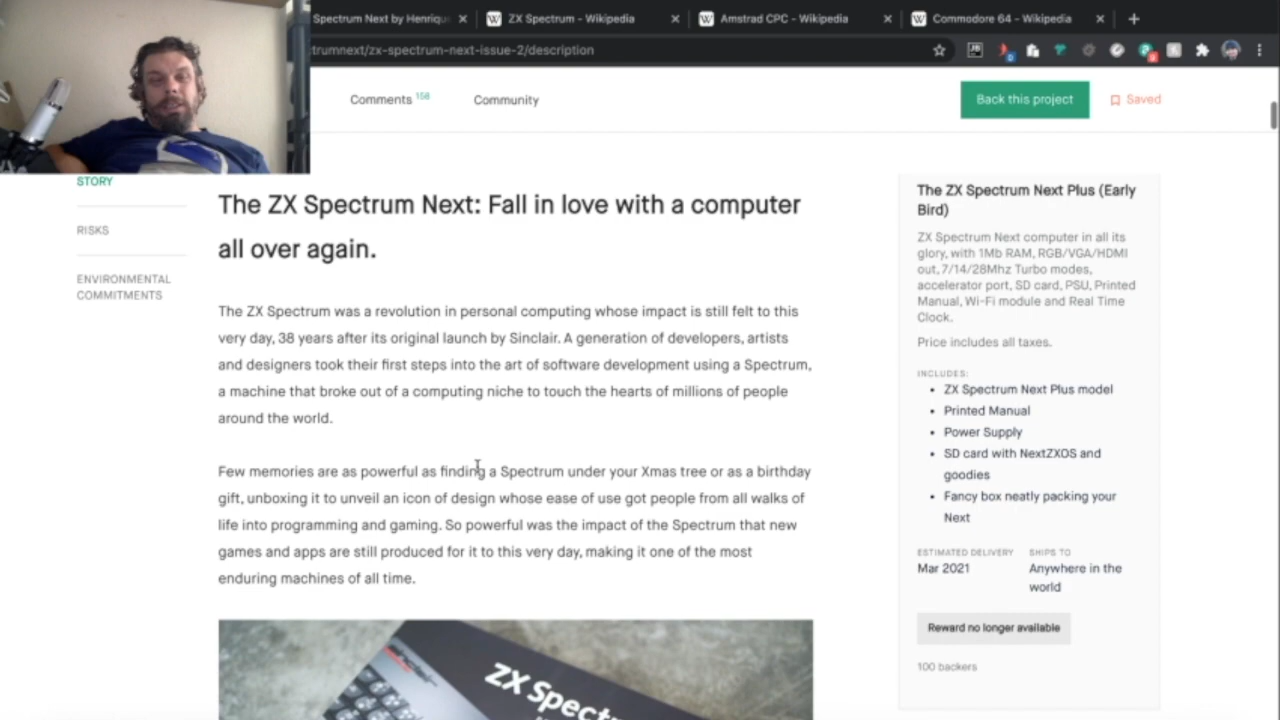 Spectrum Next by Henriqu
ZX Spectrum - Wikipedia
Amstrad CPC - Wikipedia
Commodore 64 - Wikipedia
trumnext/zx-spectrum-next-issue-2/description
Comments 158
Community
Back this project
Saved
STORY
RISKS
ENVIRONMENTAL
COMMITMENTS
The ZX Spectrum Next: Fall in love with a computer
all over again.
The ZX Spectrum was a revolution in personal computing whose impact is still felt to this
very day, 38 years after its original launch by Sinclair. A generation of developers, artists
and designers took their first steps into the art of software development using a Spectrum,
a machine that broke out of a computing niche to touch the hearts of millions of people
around the world.
Few memories are as powerful as finding a Spectrum under your Xmas tree or as a birthday
gift, unboxing it to unveil an icon of design whose ease of use got people from all walks of
life into programming and gaming. So powerful was the impact of the Spectrum that new
games and apps are still produced for it to this very day, making it one of the most
enduring machines of all time.
ZX Spectru
The ZX Spectrum Next Plus (Early
Bird)
ZX Spectrum Next computer in all its
glory, with 1Mb RAM, RGB/VGA/HDMI
out, 7/14/28Mhz Turbo modes,
accelerator port, SD card, PSU, Printed
Manual, Wi-Fi module and Real Time
Clock.
Price includes all taxes.
INCLUDES:
ZX Spectrum Next Plus model
Printed Manual
Power Supply
SD card with NextZXOS and
goodies
Fancy box neatly packing your
Next
ESTIMATED DELIVERY
Mar 2021
SHIPS TO
Anywhere in the
world
Reward no longer available
100 backers